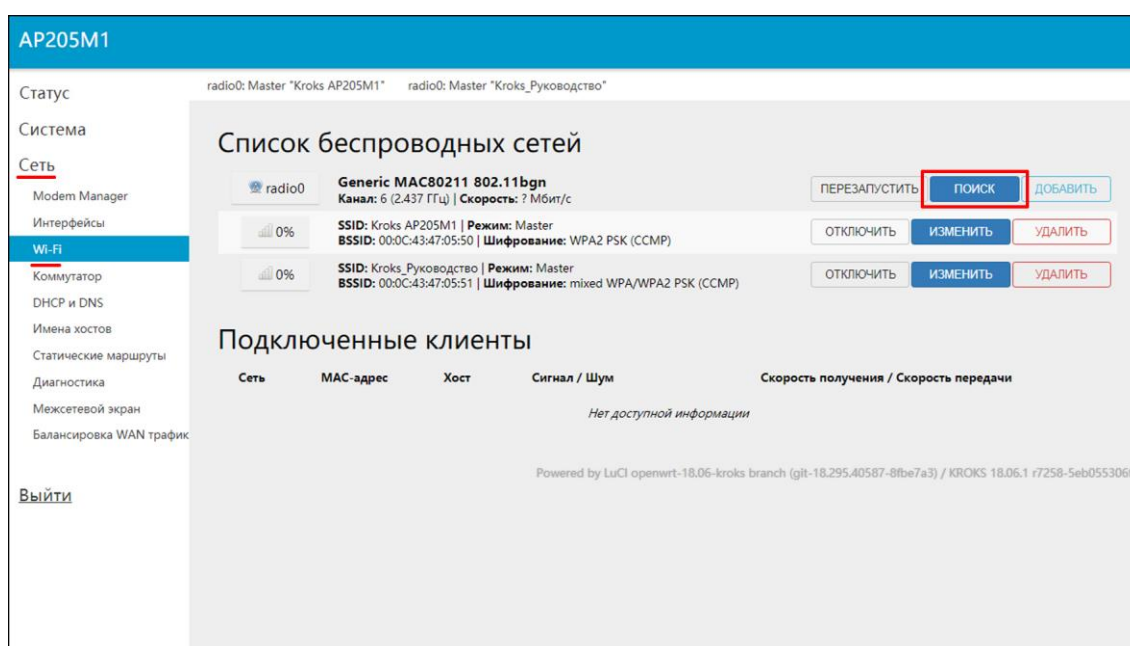 AP205M1
Статус
Система
Сеть
Modem Manager
Интерфейсы
Wi-Fi
Коммутатор
DHCP и DNS
Имена хостов
Статические маршруты
Диагностика
Межсетевой экран
Балансировка WAN трафик
Выйти
radio0: Master "Kroks AP205M1" radio0: Master "Kroks_Руководство"
Список беспроводных сетей
radio0 Generic MAC80211 802.11bgn ПЕРЕЗАПУСТИТЬ ПОИСК ДОБАВИТЬ
Канал: 6 (2.437 ГГц) | Скорость: ? Мбит/с
0% SSID: Kroks AP205M1 | Режим: Master ОТКЛЮЧИТЬ ИЗМЕНИТЬ УДАЛИТЬ
BSSID: 00:0C:43:47:05:50 | Шифрование: WPA2 PSK (CCMP)
0% SSID: Kroks_Руководство | Режим: Master ОТКЛЮЧИТЬ ИЗМЕНИТЬ УДАЛИТЬ
BSSID: 00:0C:43:47:05:51 | Шифрование: mixed WPA/WPA2 PSK (CCMP)
Подключенные клиенты
Сеть MAC-адрес Хост Сигнал / Шум Скорость получения / Скорость передачи
Нет доступной информации
Powered by LuCI openwrt-18.06-kroks branch (git-18.295.40587-8fbe7a3) / KROKS 18.06.1 r7258-5eb055306